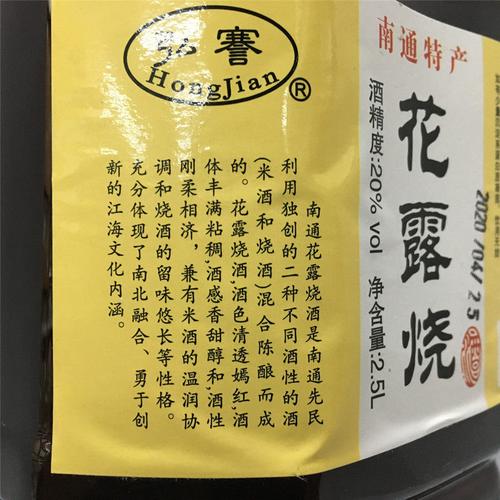 弘謇
HongJian®
南通特产
花露烧
酒精度:20% vol 净含量:2.5L
2020/04/25
南通花露烧酒是南通先民
利用独创的二种不同酒性的酒
(米酒和烧酒)混合陈酿而成
的。花露烧酒,酒色清透嫣红,酒
体丰满粘稠,酒感香甜醇和,酒性
刚柔相济,兼有米酒的温润协
调和烧酒的留味悠长等性格。
充分体现了南北融合、勇于创
新的江海文化内涵。